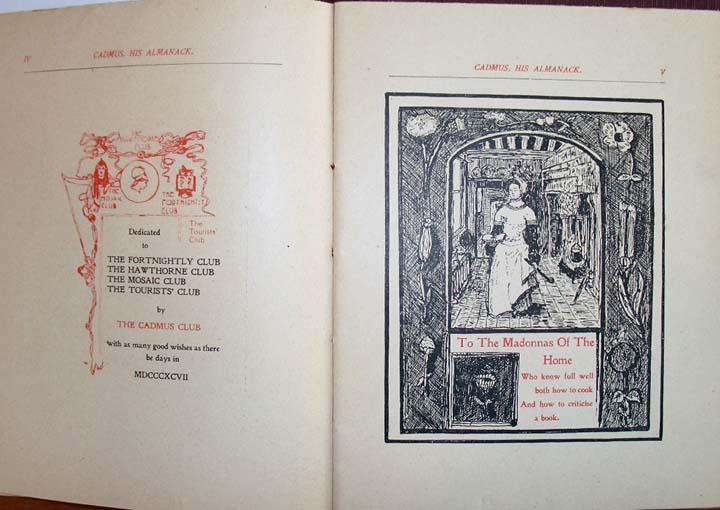 IV
CADMUS, HIS ALMANACK.
THE
HAWTHORNE
CLUB
THE
MOSAIC
CLUB
THE
FORTNIGHTLY
CLUB
The
Tourists'
Club
Dedicated
to
THE FORTNIGHTLY CLUB
THE HAWTHORNE CLUB
THE MOSAIC CLUB
THE TOURISTS' CLUB
by
THE CADMUS CLUB
with as many good wishes as there
be days in
MDCCCXCVII
CADMUS, HIS ALMANACK.
V
To The Madonnas Of The
Home
Who know full well
both how to cook
And how to criticise
a book.